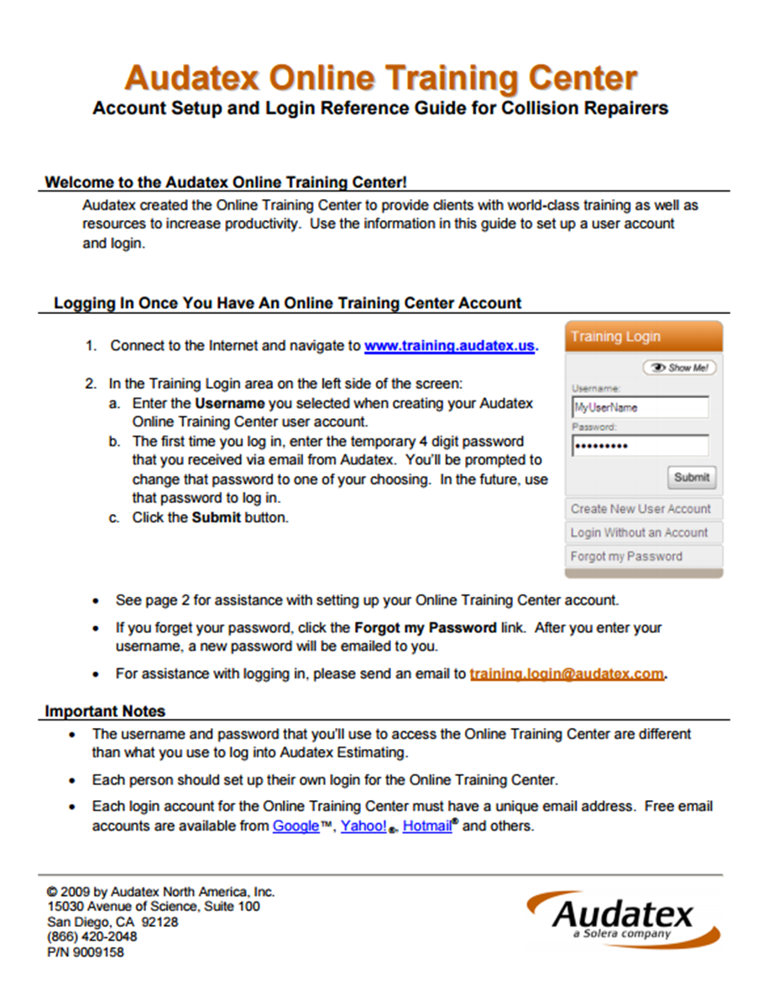 Audatex Online Training Center
Account Setup and Login Reference Guide for Collision Repairers
Welcome to the Audatex Online Training Center!
Audatex created the Online Training Center to provide clients with world-class training as well as
resources to increase productivity.  Use the information in this guide to set up a user account
and login.
Logging In Once You Have An Online Training Center Account
1. Connect to the Internet and navigate to www.training.audatex.us.
2. In the Training Login area on the left side of the screen:
a. Enter the Username you selected when creating your Audatex
Online Training Center user account.
b. The first time you log in, enter the temporary 4 digit password
that you received via email from Audatex.  You'll be prompted to
change that password to one of your choosing.  In the future, use
that password to log in.
c. Click the Submit button.
Training Login
Show Me!
Username:
MyUserName
Password:
•••••••••
Submit
Create New User Account
Login Without an Account
Forgot my Password
• See page 2 for assistance with setting up your Online Training Center account.
• If you forget your password, click the Forgot my Password link.  After you enter your
username, a new password will be emailed to you.
• For assistance with logging in, please send an email to training.login@audatex.com.
Important Notes
• The username and password that you'll use to access the Online Training Center are different
than what you use to log into Audatex Estimating.
• Each person should set up their own login for the Online Training Center.
• Each login account for the Online Training Center must have a unique email address.  Free email
accounts are available from Google™, Yahoo!®, Hotmail® and others.
© 2009 by Audatex North America, Inc.
15030 Avenue of Science, Suite 100
San Diego, CA  92128
(866) 420-2048
P/N 9009158
Audatex
a Solera company